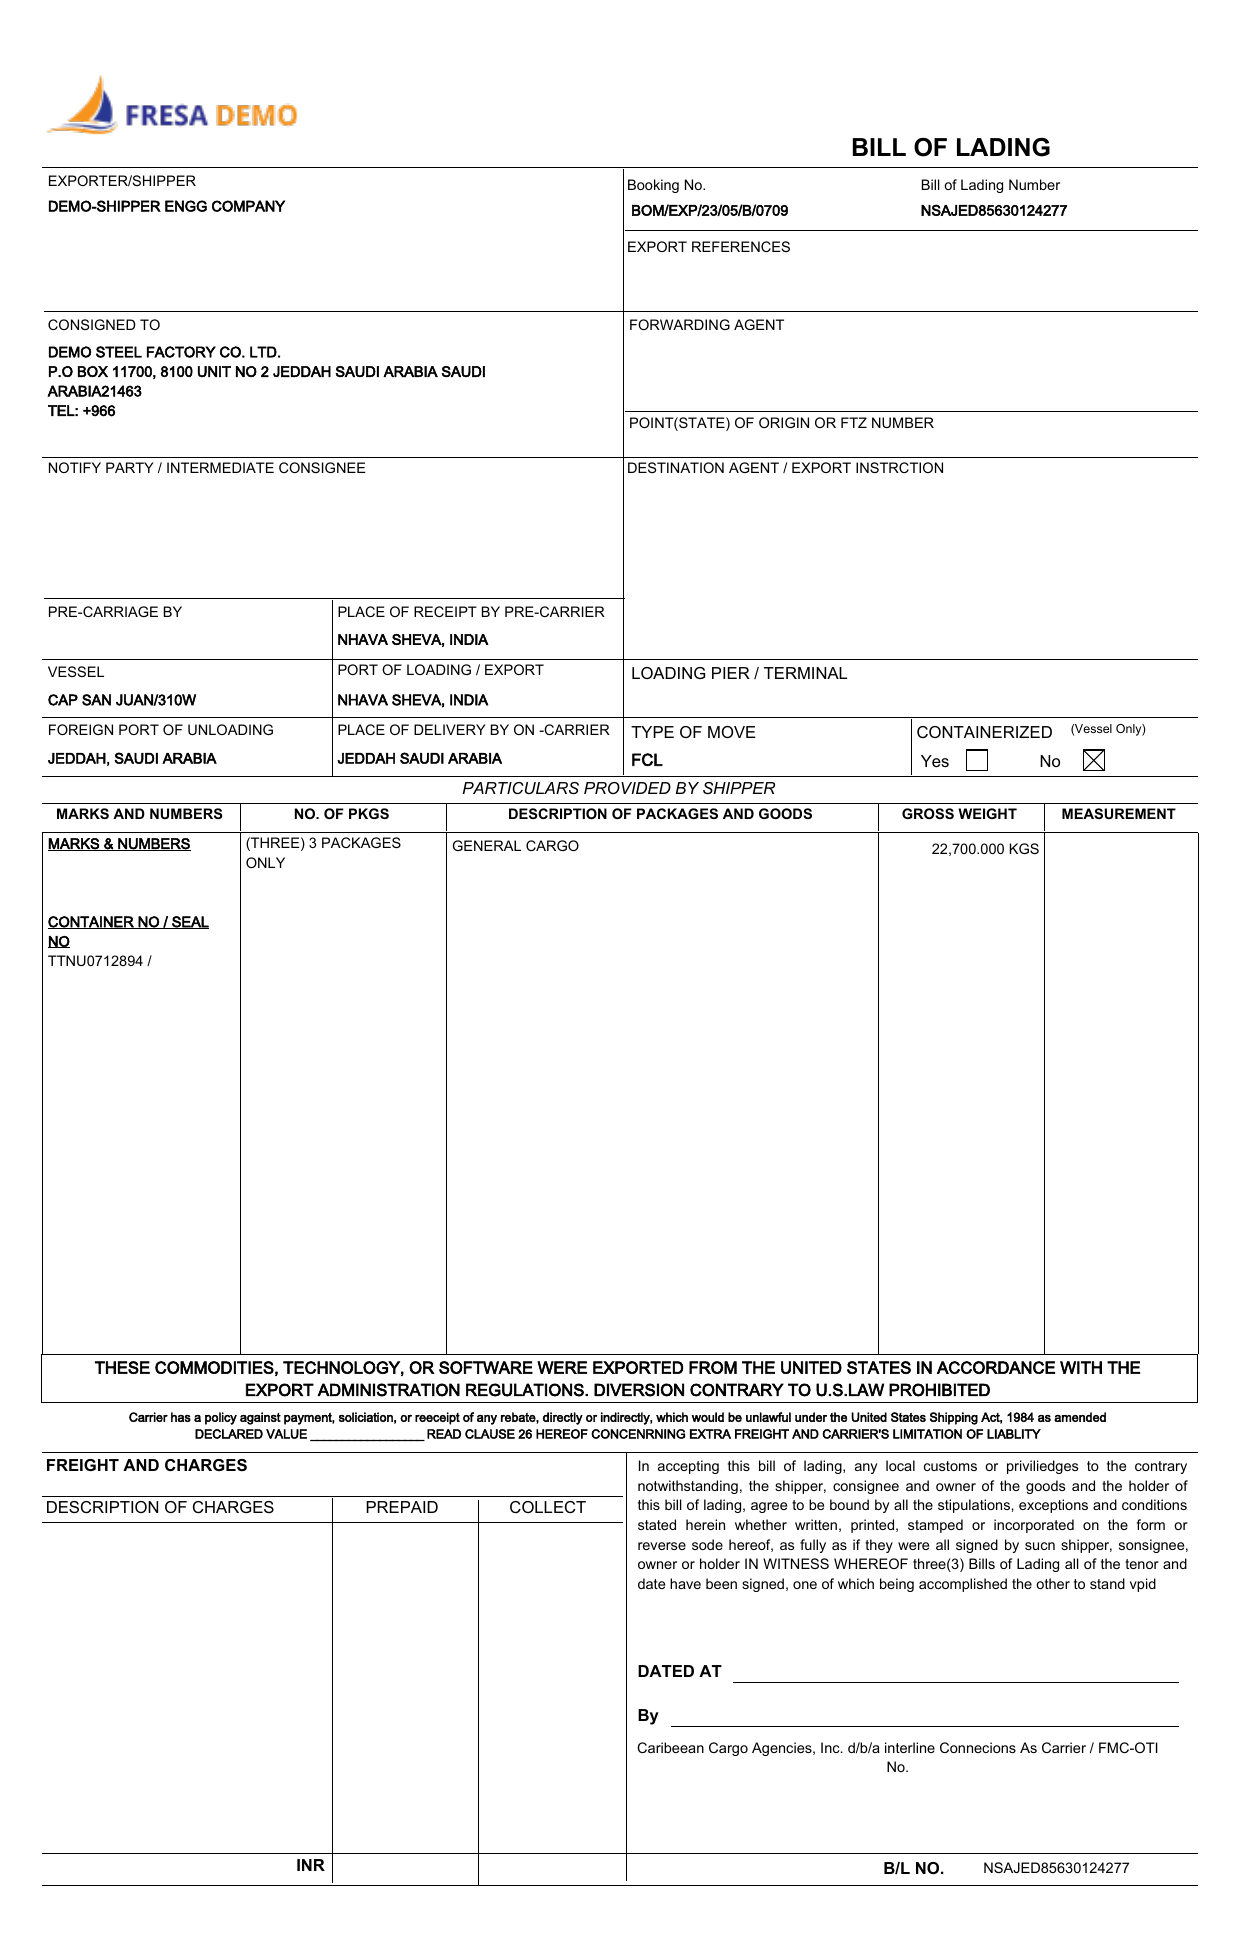 FRESA DEMO
BILL OF LADING
EXPORTER/SHIPPER
DEMO-SHIPPER ENGG COMPANY
Booking No.
Bill of Lading Number
BOM/EXP/23/05/B/0709
NSAJED85630124277
EXPORT REFERENCES
CONSIGNED TO
DEMO STEEL FACTORY CO. LTD.
P.O BOX 11700, 8100 UNIT NO 2 JEDDAH SAUDI ARABIA SAUDI
ARABIA21463
TEL: +966
FORWARDING AGENT
POINT(STATE) OF ORIGIN OR FTZ NUMBER
NOTIFY PARTY / INTERMEDIATE CONSIGNEE
DESTINATION AGENT / EXPORT INSTRCTION
PRE-CARRIAGE BY
PLACE OF RECEIPT BY PRE-CARRIER
NHAVA SHEVA, INDIA
VESSEL
CAP SAN JUAN/310W
PORT OF LOADING / EXPORT
NHAVA SHEVA, INDIA
LOADING PIER / TERMINAL
FOREIGN PORT OF UNLOADING
JEDDAH, SAUDI ARABIA
PLACE OF DELIVERY BY ON -CARRIER
JEDDAH SAUDI ARABIA
TYPE OF MOVE
FCL
CONTAINERIZED (Vessel Only)
Yes No
PARTICULARS PROVIDED BY SHIPPER
MARKS AND NUMBERS
NO. OF PKGS
DESCRIPTION OF PACKAGES AND GOODS
GROSS WEIGHT
MEASUREMENT
MARKS & NUMBERS
CONTAINER NO / SEAL
NO
TTNU0712894 /
(THREE) 3 PACKAGES
ONLY
GENERAL CARGO
22,700.000 KGS
THESE COMMODITIES, TECHNOLOGY, OR SOFTWARE WERE EXPORTED FROM THE UNITED STATES IN ACCORDANCE WITH THE
EXPORT ADMINISTRATION REGULATIONS. DIVERSION CONTRARY TO U.S.LAW PROHIBITED
Carrier has a policy against payment, soliciation, or reeceipt of any rebate, directly or indirectly, which would be unlawful under the United States Shipping Act, 1984 as amended
DECLARED VALUE _________________ READ CLAUSE 26 HEREOF CONCENRNING EXTRA FREIGHT AND CARRIER'S LIMITATION OF LIABLITY
FREIGHT AND CHARGES
DESCRIPTION OF CHARGES
PREPAID
COLLECT
In accepting this bill of lading, any local customs or priviliedges to the contrary
notwithstanding, the shipper, consignee and owner of the goods and the holder of
this bill of lading, agree to be bound by all the stipulations, exceptions and conditions
stated herein whether written, printed, stamped or incorporated on the form or
reverse sode hereof, as fully as if they were all signed by sucn shipper, sonsignee,
owner or holder IN WITNESS WHEREOF three(3) Bills of Lading all of the tenor and
date have been signed, one of which being accomplished the other to stand vpid
DATED AT
By
Caribeean Cargo Agencies, Inc. d/b/a interline Connecions As Carrier / FMC-OTI
No.
INR
B/L NO.
NSAJED85630124277